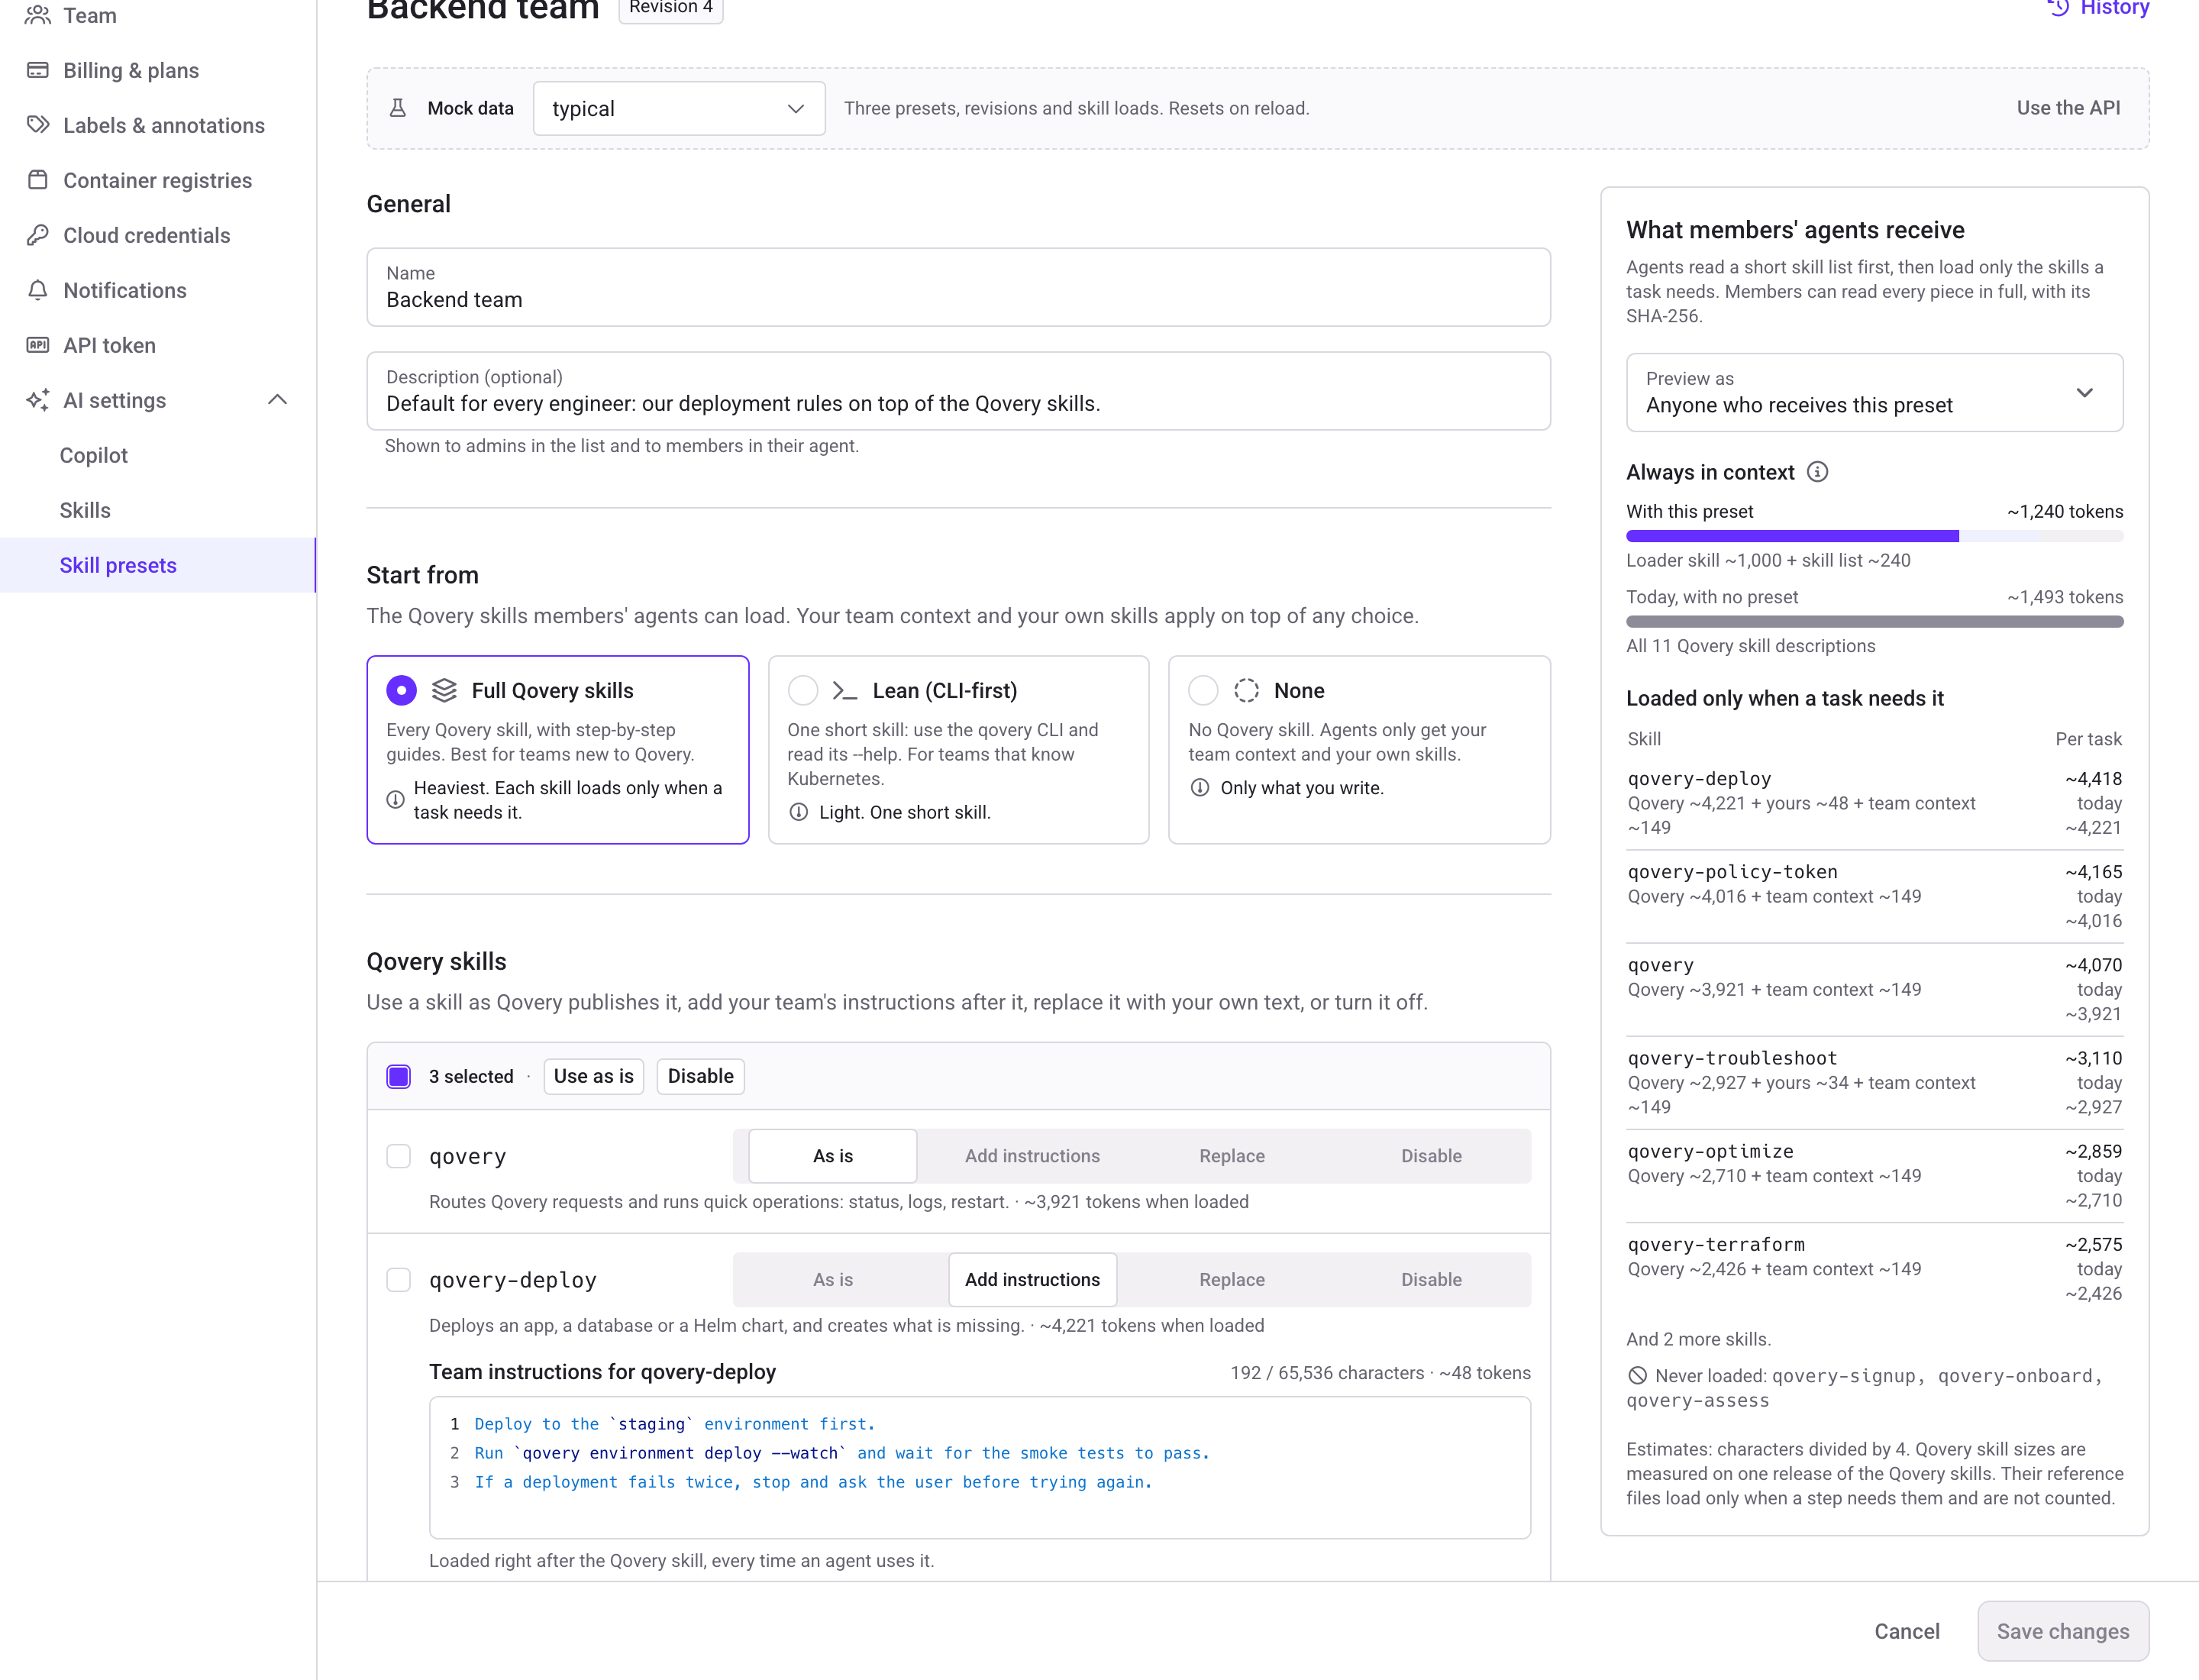 Team
Billing & plans
Labels & annotations
Container registries
Cloud credentials
Notifications
API token
AI settings
Copilot
Skills
Skill presets
Backend team
Revision 4
History
Mock data
typical
Three presets, revisions and skill loads. Resets on reload.
Use the API
General
Name
Backend team
Description (optional)
Default for every engineer: our deployment rules on top of the Qovery skills.
Shown to admins in the list and to members in their agent.
Start from
The Qovery skills members' agents can load. Your team context and your own skills apply on top of any choice.
Full Qovery skills
Every Qovery skill, with step-by-step
guides. Best for teams new to Qovery.
Heaviest. Each skill loads only when a
task needs it.
Lean (CLI-first)
One short skill: use the qovery CLI and
read its --help. For teams that know
Kubernetes.
Light. One short skill.
None
No Qovery skill. Agents only get your
team context and your own skills.
Only what you write.
Qovery skills
Use a skill as Qovery publishes it, add your team's instructions after it, replace it with your own text, or turn it off.
3 selected · Use as is Disable
qovery
As is Add instructions Replace Disable
Routes Qovery requests and runs quick operations: status, logs, restart. · ~3,921 tokens when loaded
qovery-deploy
As is Add instructions Replace Disable
Deploys an app, a database or a Helm chart, and creates what is missing. · ~4,221 tokens when loaded
Team instructions for qovery-deploy
192 / 65,536 characters · ~48 tokens
1 Deploy to the `staging` environment first.
2 Run `qovery environment deploy --watch` and wait for the smoke tests to pass.
3 If a deployment fails twice, stop and ask the user before trying again.
Loaded right after the Qovery skill, every time an agent uses it.
What members' agents receive
Agents read a short skill list first, then load only the skills a
task needs. Members can read every piece in full, with its
SHA-256.
Preview as
Anyone who receives this preset
Always in context
With this preset ~1,240 tokens
Loader skill ~1,000 + skill list ~240
Today, with no preset ~1,493 tokens
All 11 Qovery skill descriptions
Loaded only when a task needs it
Skill Per task
qovery-deploy ~4,418
Qovery ~4,221 + yours ~48 + team context today
~149 ~4,221
qovery-policy-token ~4,165
Qovery ~4,016 + team context ~149 today
~4,016
qovery ~4,070
Qovery ~3,921 + team context ~149 today
~3,921
qovery-troubleshoot ~3,110
Qovery ~2,927 + yours ~34 + team context today
~149 ~2,927
qovery-optimize ~2,859
Qovery ~2,710 + team context ~149 today
~2,710
qovery-terraform ~2,575
Qovery ~2,426 + team context ~149 today
~2,426
And 2 more skills.
Never loaded: qovery-signup, qovery-onboard,
qovery-assess
Estimates: characters divided by 4. Qovery skill sizes are
measured on one release of the Qovery skills. Their reference
files load only when a step needs them and are not counted.
Cancel
Save changes